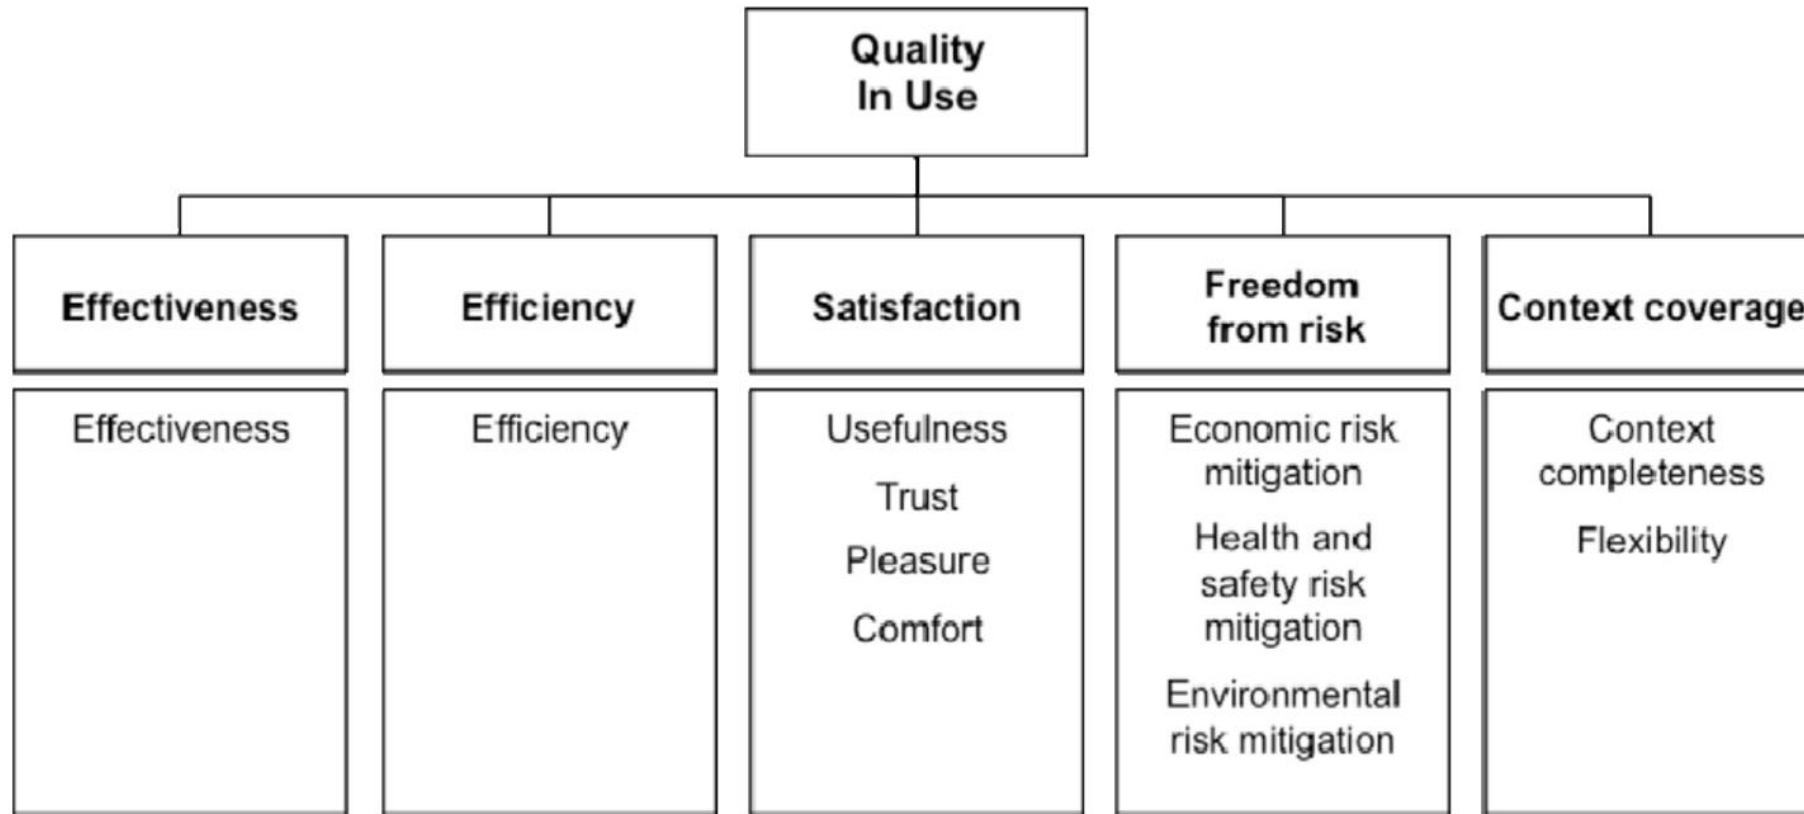 Quality
In Use
Effectiveness
Efficiency
Satisfaction
Freedom
from risk
Context coverage
Effectiveness
Efficiency
Usefulness
Trust
Pleasure
Comfort
Economic risk
mitigation
Health and
safety risk
mitigation
Environmental
risk mitigation
Context
completeness
Flexibility